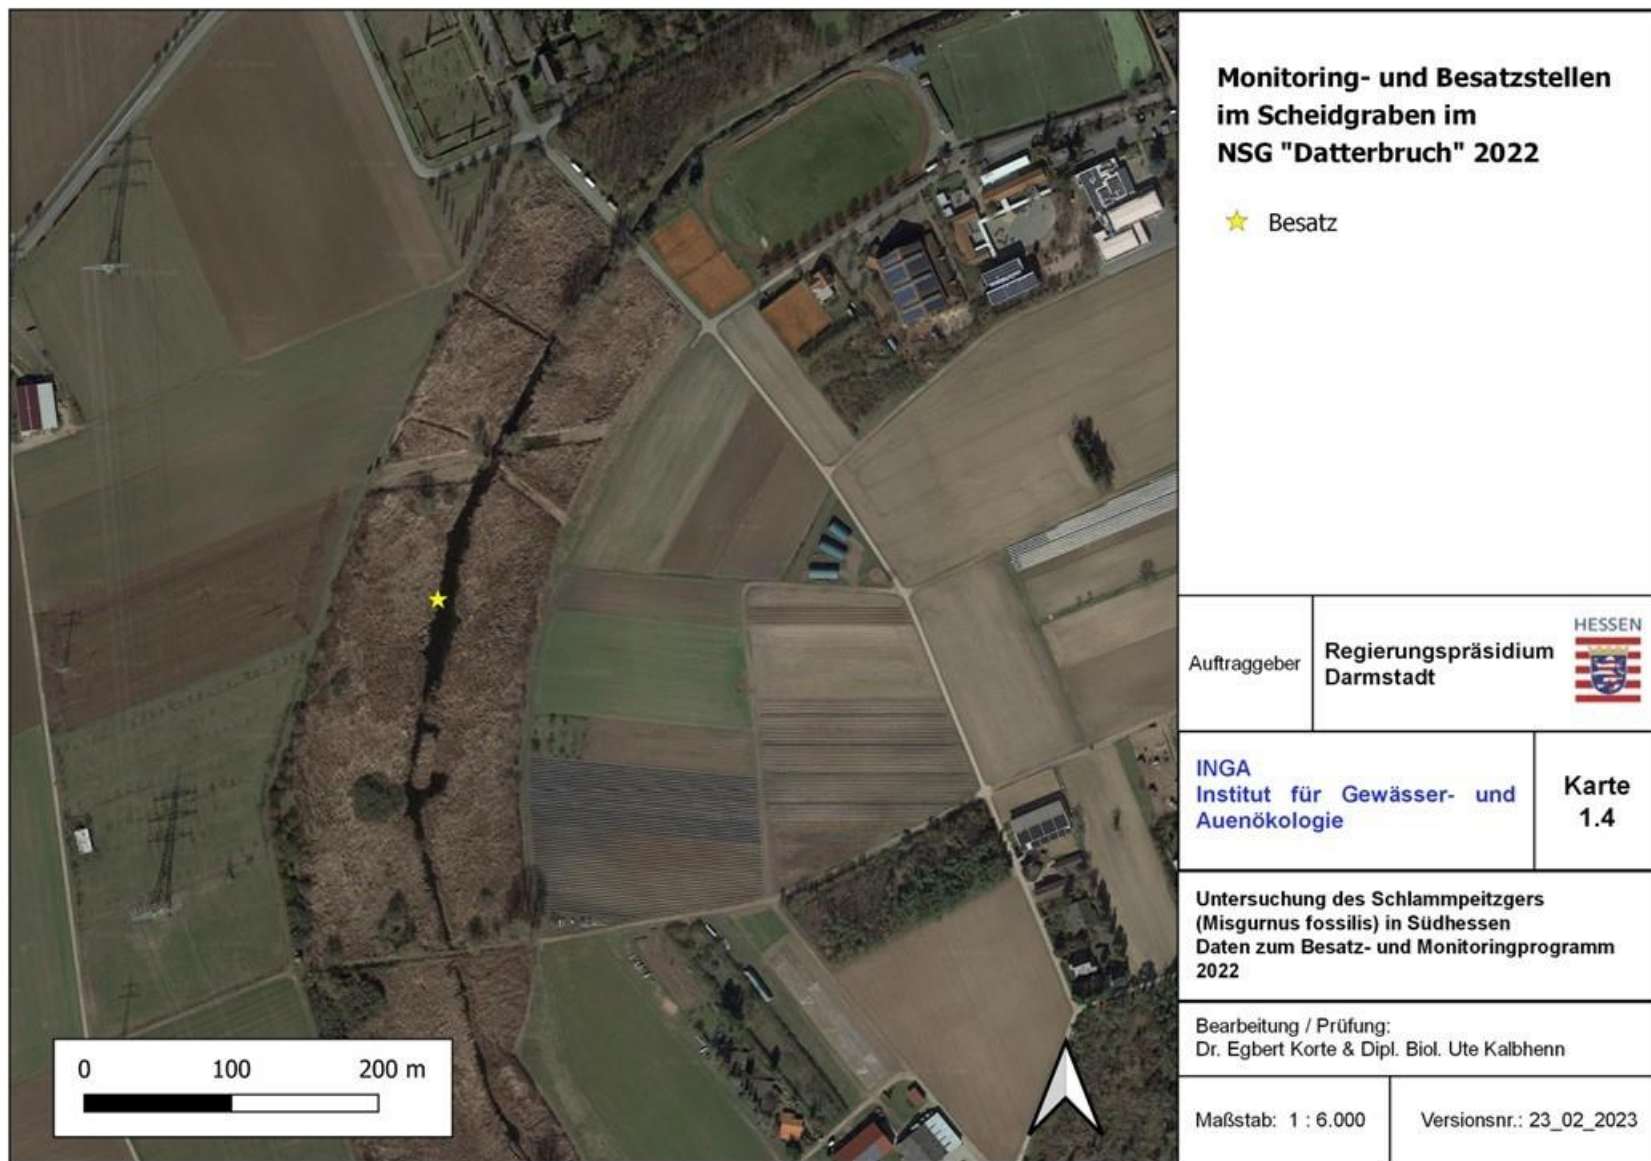 Monitoring- und Besatzstellen
im Scheidgraben im
NSG "Datterbruch" 2022
Besatz
Auftraggeber
Regierungspräsidium
Darmstadt
HESSEN
INGA
Institut für Gewässer- und
Auenökologie
Karte
1.4
Untersuchung des Schlammpeitzgers
(Misgurnus fossilis) in Südhessen
Daten zum Besatz- und Monitoringprogramm
2022
Bearbeitung / Prüfung:
Dr. Egbert Korte & Dipl. Biol. Ute Kalbhenn
Maßstab: 1 : 6.000
Versionsnr.: 23_02_2023
0 100 200 m